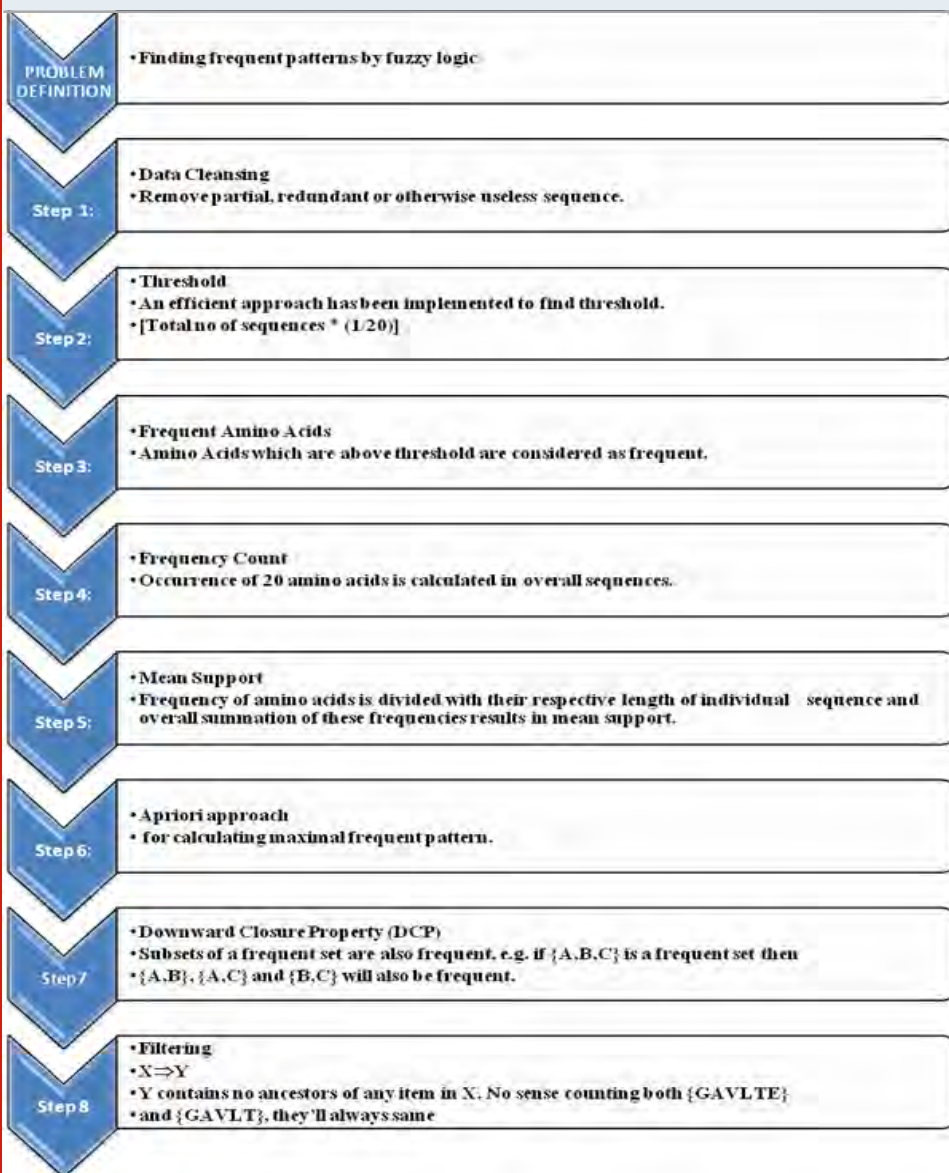 PROBLEM
DEFINITION
•Finding frequent patterns by fuzzy logic
Step 1:
•Data Cleansing
•Remove partial, redundant or otherwise useless sequence.
Step 2:
•Threshold
•An efficient approach has been implemented to find threshold.
•[Total no of sequences * (1/20)]
Step 3:
•Frequent Amino Acids
•Amino Acids which are above threshold are considered as frequent.
Step 4:
•Frequency Count
•Occurrence of 20 amino acids is calculated in overall sequences.
Step 5:
•Mean Support
•Frequency of amino acids is divided with their respective length of individual sequence and
overall summation of these frequencies results in mean support.
Step 6:
•Apriori approach
• for calculating maximal frequent pattern.
Step 7
•Downward Closure Property (DCP)
•Subsets of a frequent set are also frequent, e.g. if {A,B,C} is a frequent set then
•{A,B}, {A,C} and {B,C} will also be frequent.
Step 8
•Filtering
•X⇒Y
•Y contains no ancestors of any item in X. No sense counting both {GAVLTE}
•and {GAVLT}, they'll always same